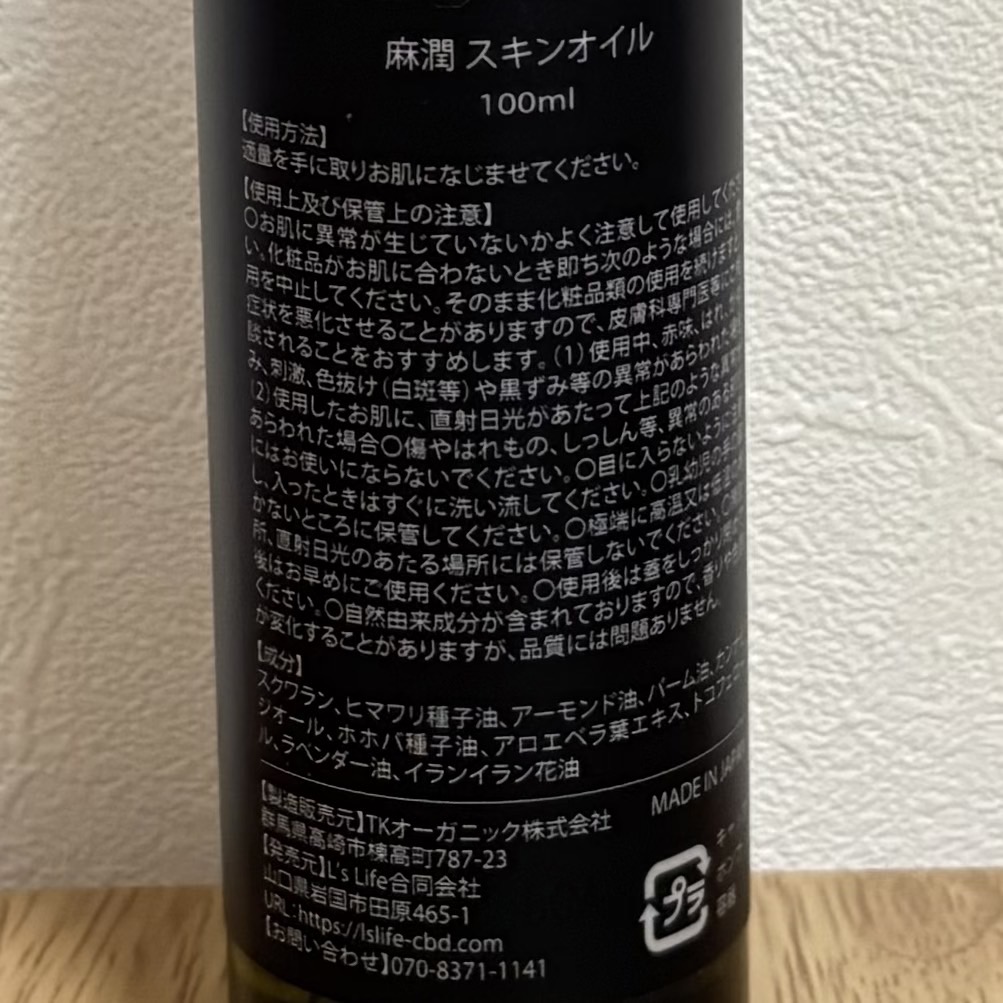 麻潤 スキンオイル
100ml
【使用方法】
適量を手に取りお肌になじませてください。
【使用上及び保管上の注意】
○お肌に異常が生じていないかよく注意して使用してくださ
い。化粧品がお肌に合わないとき即ち次のような場合には、
用を中止してください。そのまま化粧品類の使用を続けますと
症状を悪化させることがありますので、皮膚科専門医等に
談されることをおすすめします。(1)使用中、赤味、はれ、
み、刺激、色抜け(白斑等)や黒ずみ等の異常があらわれた
(2)使用したお肌に、直射日光があたって上記のような
あらわれた場合○傷やはれもの、しっしん等、異常のある
にはお使いにならないでください。○目に入らないように
し、入ったときはすぐに洗い流してください。○乳幼児の手の
かないところに保管してください。○極端に高温又は低温
所、直射日光のあたる場所には保管しないでください。
後はお早めにご使用ください。○使用後は蓋をしっかり
ください。○自然由来成分が含まれておりますので、香りや
が変化することがありますが、品質には問題ありません。
【成分】
スクワラン、ヒマワリ種子油、アーモンド油、パーム油、カンナビ
ジオール、ホホバ種子油、アロエベラ葉エキス、トコフェロー
ル、ラベンダー油、イランイラン花油
MADE IN JAPAN
【製造販売元】TKオーガニック株式会社
群馬県高崎市棟高町787-23
【発売元】L's Life合同会社
山口県岩国市田原465-1
URL:https://lslife-cbd.com
【お問い合わせ】070-8371-1141
プラ